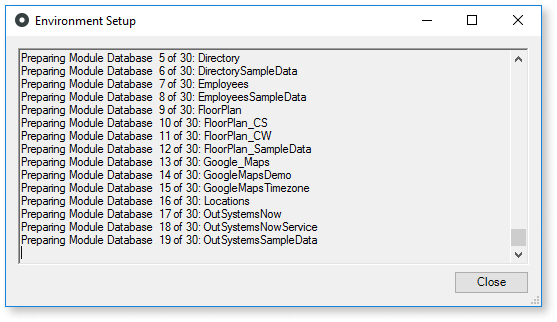 Environment Setup
Preparing Module Database 5 of 30: Directory
Preparing Module Database 6 of 30: DirectorySampleData
Preparing Module Database 7 of 30: Employees
Preparing Module Database 8 of 30: EmployeesSampleData
Preparing Module Database 9 of 30: FloorPlan
Preparing Module Database 10 of 30: FloorPlan_CS
Preparing Module Database 11 of 30: FloorPlan_CW
Preparing Module Database 12 of 30: FloorPlan_SampleData
Preparing Module Database 13 of 30: Google_Maps
Preparing Module Database 14 of 30: GoogleMapsDemo
Preparing Module Database 15 of 30: GoogleMapsTimezone
Preparing Module Database 16 of 30: Locations
Preparing Module Database 17 of 30: OutSystemsNow
Preparing Module Database 18 of 30: OutSystemsNowService
Preparing Module Database 19 of 30: OutSystemsSampleData
Close